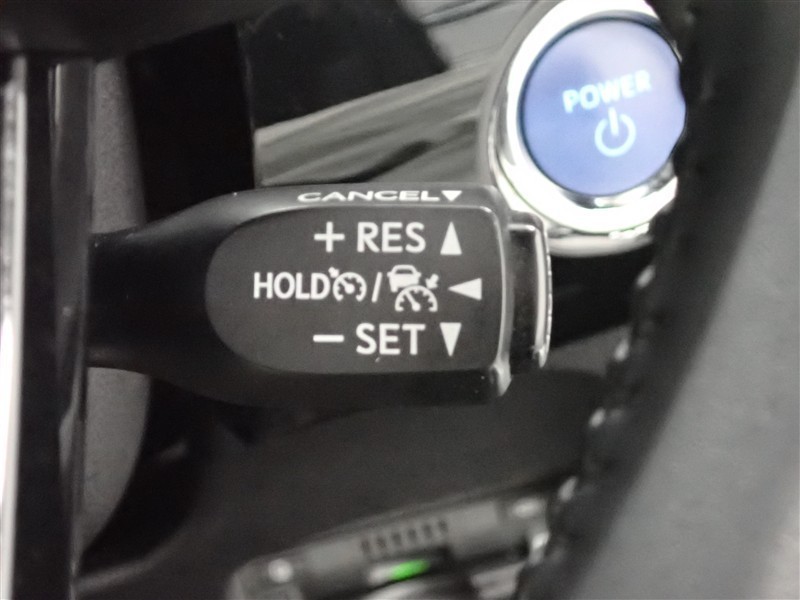 POWER
CANCEL▼
+ RES ▲
HOLD / ◄
− SET ▼